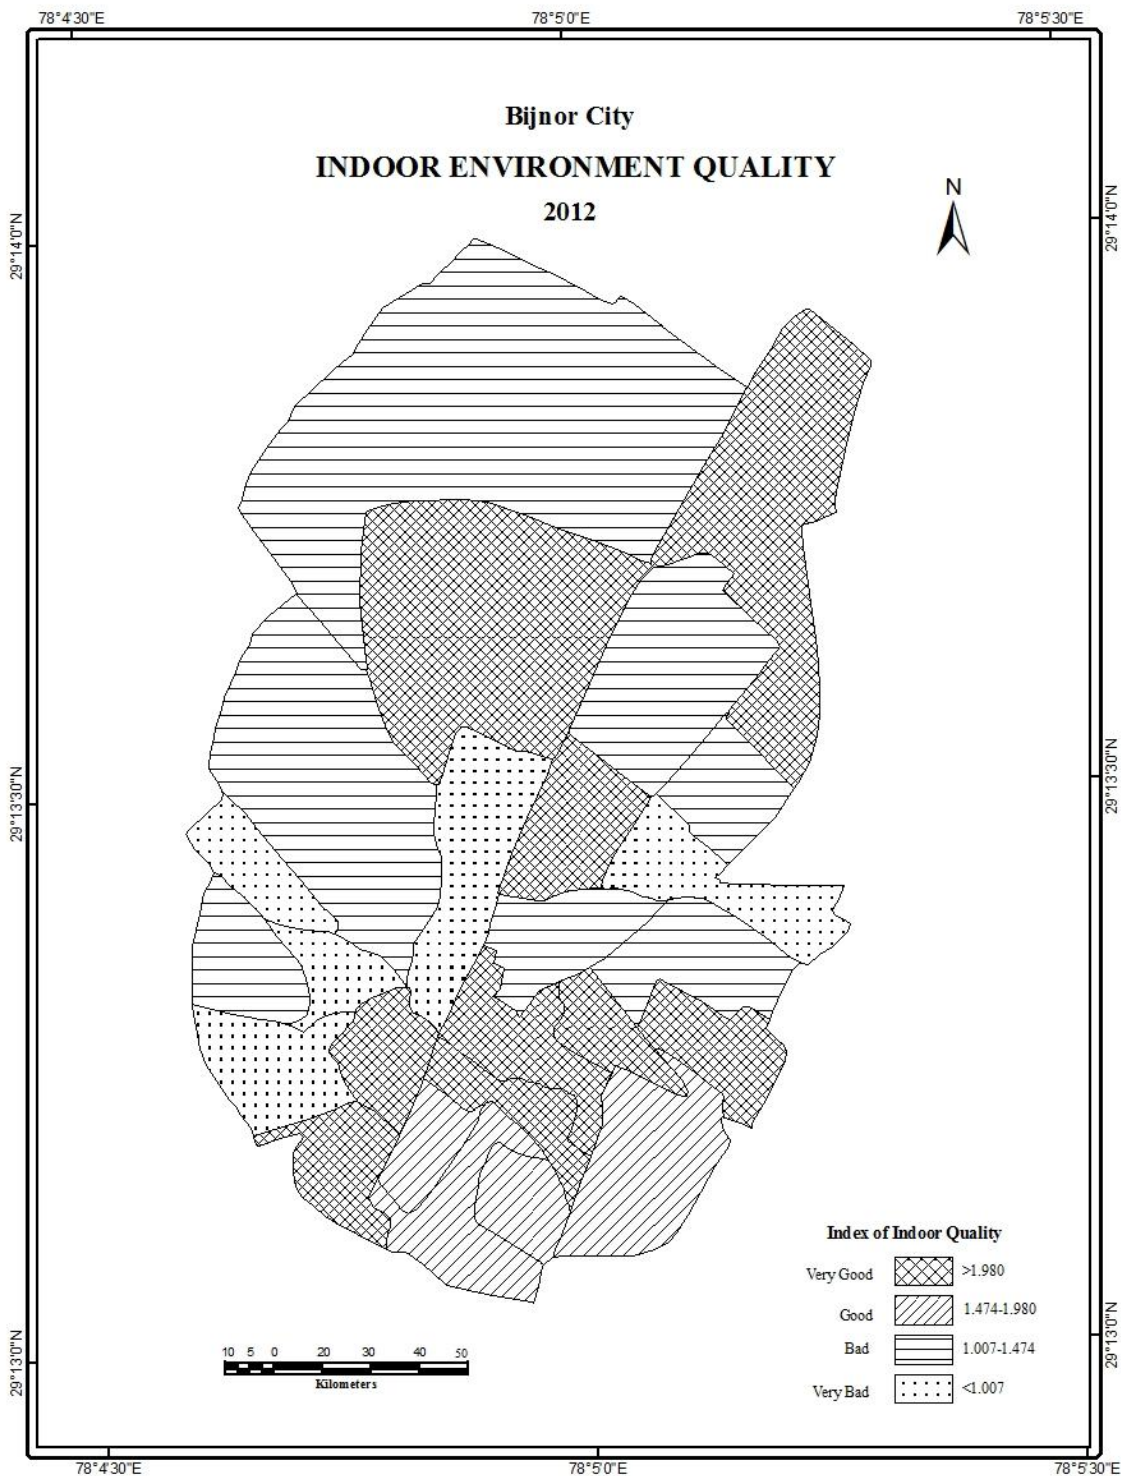 78°4'30"E 78°5'0"E 78°5'30"E
Bijnor City
INDOOR ENVIRONMENT QUALITY
2012
N
29°14'0"N
29°14'0"N
29°13'30"N
29°13'30"N
Index of Indoor Quality
Very Good >1.980
Good 1.474-1.980
Bad 1.007-1.474
Very Bad <1.007
10 5 0 20 30 40 50
Kilometers
29°13'0"N
29°13'0"N
78°4'30"E 78°5'0"E 78°5'30"E